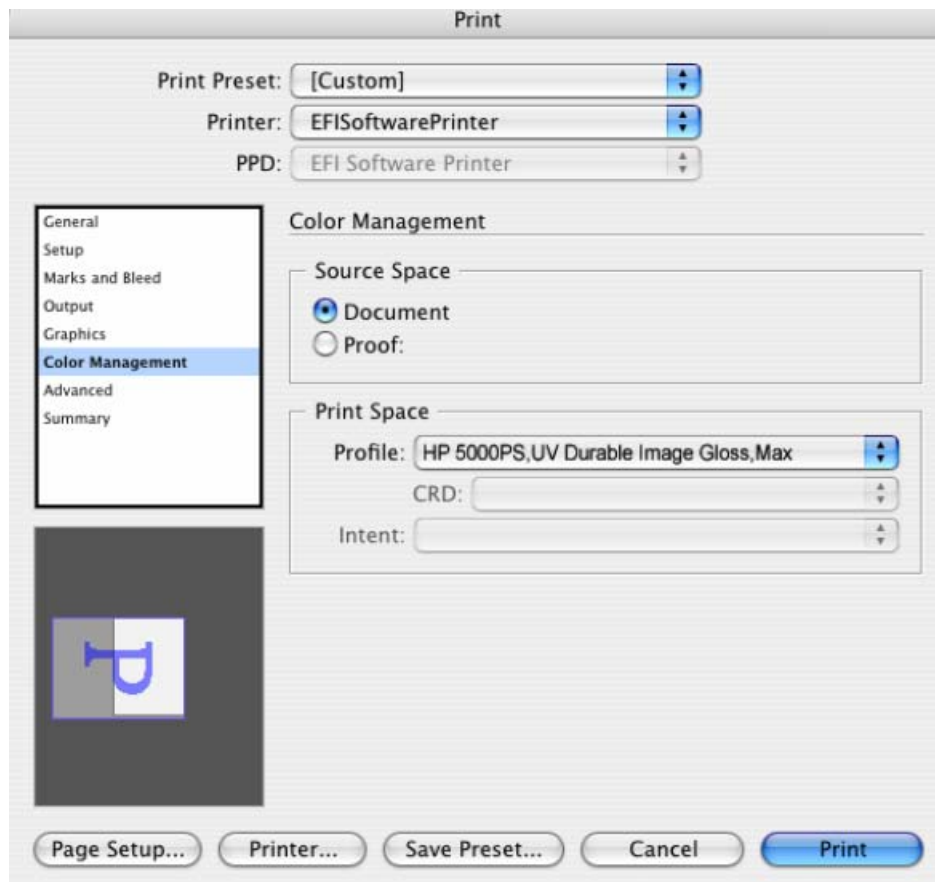 Print
Print Preset: [Custom]
Printer: EFISoftwarePrinter
PPD: EFI Software Printer
General
Setup
Marks and Bleed
Output
Graphics
Color Management
Advanced
Summary
Color Management
Source Space
Document
Proof:
Print Space
Profile: HP 5000PS,UV Durable Image Gloss,Max
CRD:
Intent:
P
Page Setup... Printer... Save Preset... Cancel Print